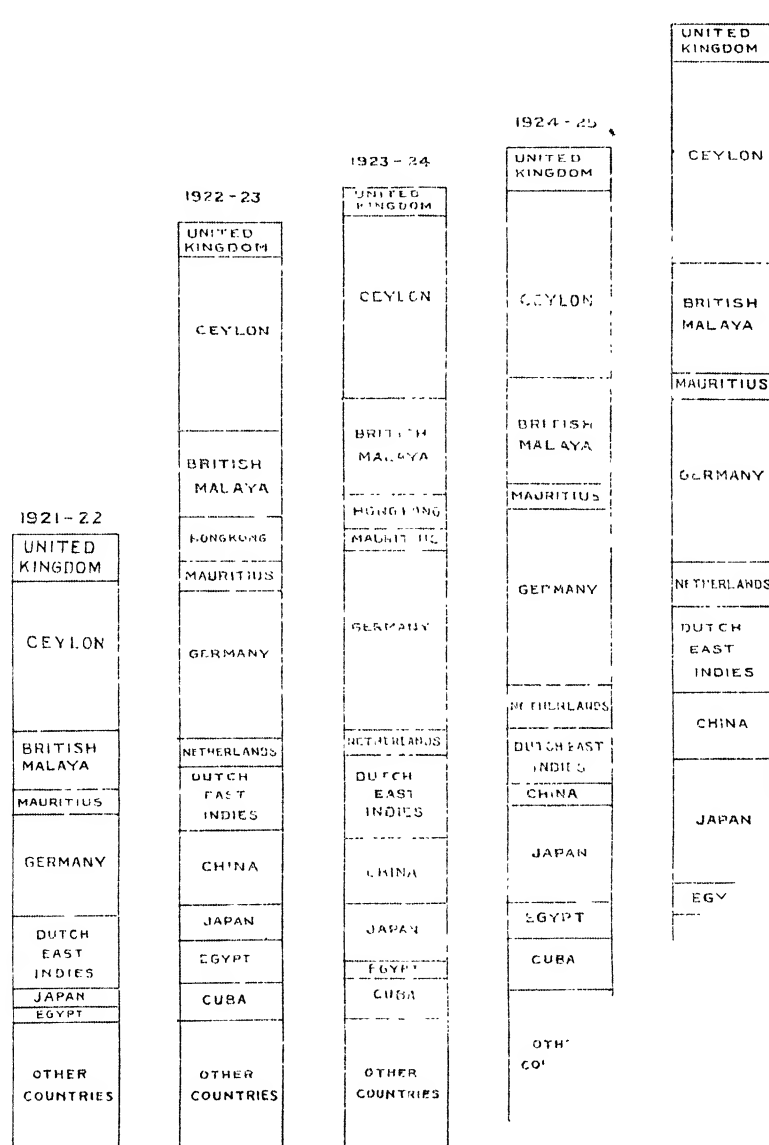 1921-22
UNITED
KINGDOM
CEYLON
BRITISH
MALAYA
MAURITIUS
GERMANY
DUTCH
EAST
INDIES
JAPAN
EGYPT
OTHER
COUNTRIES
1922-23
UNITED
KINGDOM
CEYLON
BRITISH
MALAYA
HONGKONG
MAURITIUS
GERMANY
NETHERLANDS
DUTCH
EAST
INDIES
CHINA
JAPAN
EGYPT
CUBA
OTHER
COUNTRIES
1923-24
UNITED
KINGDOM
CEYLON
BRITISH
MALAYA
HONGKONG
MAURITIUS
GERMANY
NETHERLANDS
DUTCH
EAST
INDIES
CHINA
JAPAN
EGYPT
CUBA
OTHER
COUNTRIES
1924-25
UNITED
KINGDOM
CEYLON
BRITISH
MALAYA
MAURITIUS
GERMANY
NETHERLANDS
DUTCH EAST
INDIES
CHINA
JAPAN
EGYPT
CUBA
OTH
CO
UNITED
KINGDOM
CEYLON
BRITISH
MALAYA
MAURITIUS
GERMANY
NETHERLANDS
DUTCH
EAST
INDIES
CHINA
JAPAN
EGY